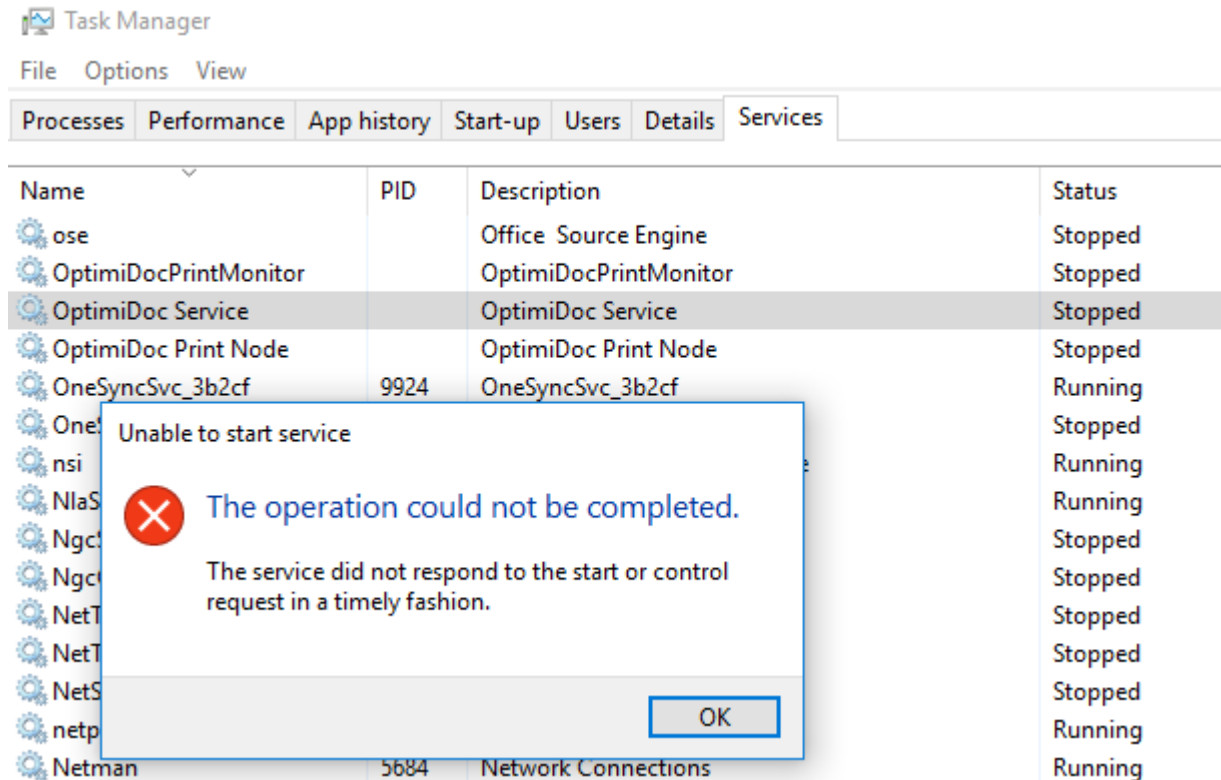 Task Manager
File Options View
Processes Performance App history Start-up Users Details Services
Name PID Description Status
ose Office Source Engine Stopped
OptimiDocPrintMonitor OptimiDocPrintMonitor Stopped
OptimiDoc Service OptimiDoc Service Stopped
OptimiDoc Print Node OptimiDoc Print Node Stopped
OneSyncSvc_3b2cf 9924 OneSyncSvc_3b2cf Running
Stopped
Unable to start service
nsi Running
Running
The operation could not be completed.
Stopped
The service did not respond to the start or control
Stopped
request in a timely fashion.
Stopped
Stopped
Stopped
OK
Running
Netman 5684 Network Connections Running